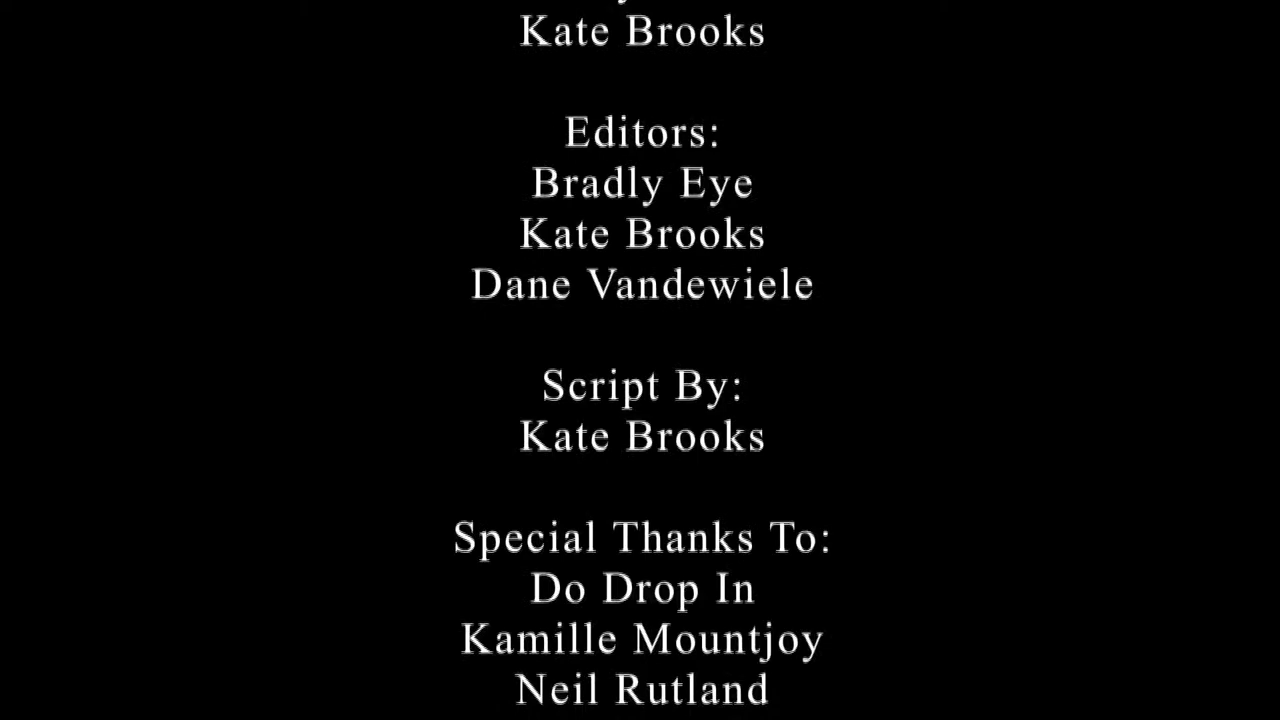 Kate Brooks
Editors:
Bradly Eye
Kate Brooks
Dane Vandewiele
Script By:
Kate Brooks
Special Thanks To:
Do Drop In
Kamille Mountjoy
Neil Rutland